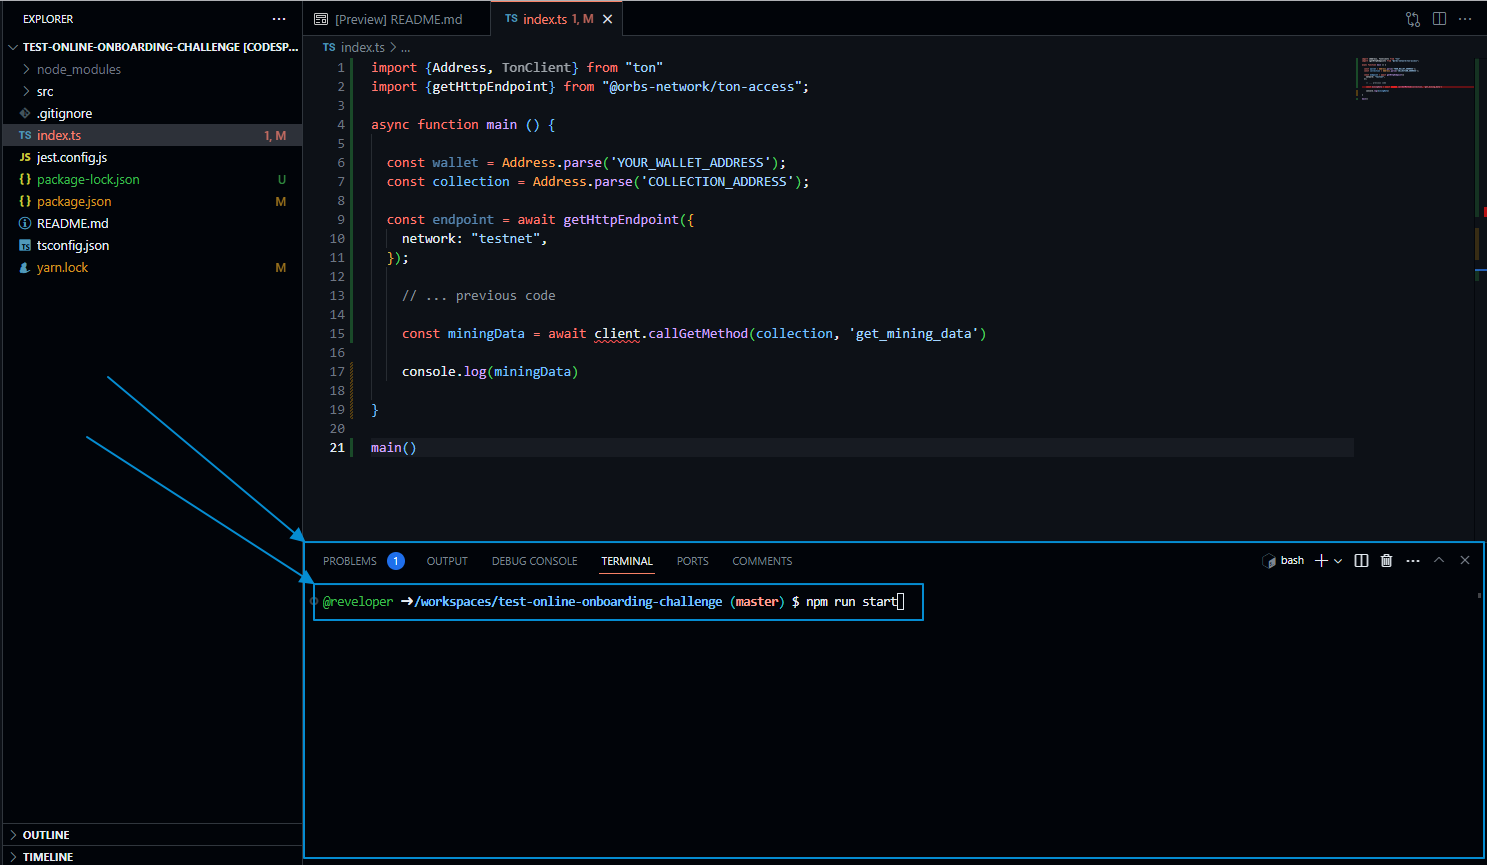 EXPLORER
TEST-ONLINE-ONBOARDING-CHALLENGE [CODESP...
node_modules
src
.gitignore
TS index.ts 1, M
JS jest.config.js
{} package-lock.json U
{} package.json M
README.md
TS tsconfig.json
yarn.lock M
OUTLINE
TIMELINE
[Preview] README.md
TS index.ts 1, M
TS index.ts > ...
1 import {Address, TonClient} from "ton"
2 import {getHttpEndpoint} from "@orbs-network/ton-access";
3
4 async function main () {
5
6 const wallet = Address.parse('YOUR_WALLET_ADDRESS');
7 const collection = Address.parse('COLLECTION_ADDRESS');
8
9 const endpoint = await getHttpEndpoint({
10 network: "testnet",
11 });
12
13 // ... previous code
14
15 const miningData = await client.callGetMethod(collection, 'get_mining_data')
16
17 console.log(miningData)
18
19 }
20
21 main()
PROBLEMS 1 OUTPUT DEBUG CONSOLE TERMINAL PORTS COMMENTS
bash
@reveloper ➜/workspaces/test-online-onboarding-challenge (master) $ npm run start